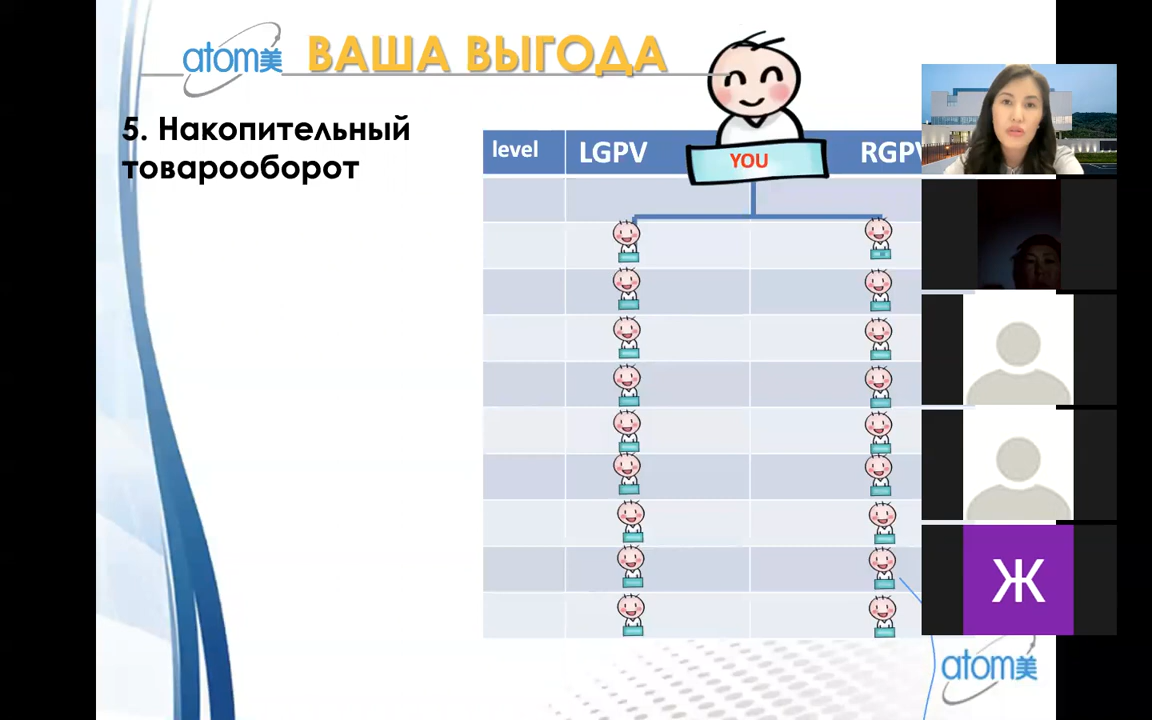 atom美 ВАША ВЫГОДА
5. Накопительный
товарооборот
level LGPV YOU RGPV
Ж
atom美